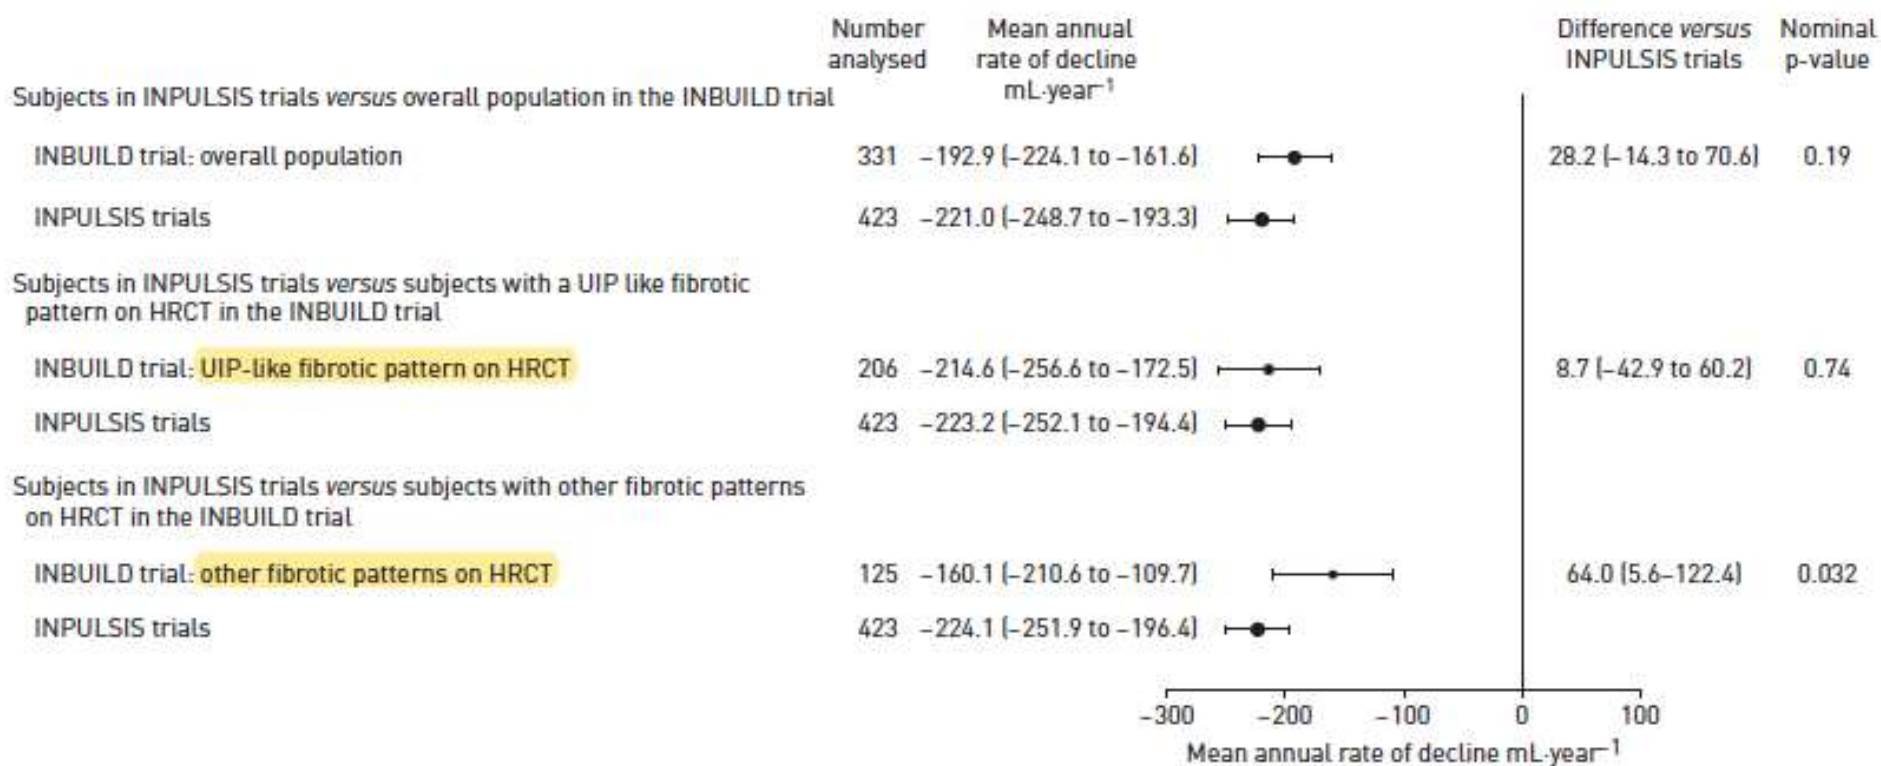 Number analysed Mean annual rate of decline mL·year⁻¹ Difference versus INPULSIS trials Nominal p-value
Subjects in INPULSIS trials versus overall population in the INBUILD trial
INBUILD trial: overall population 331 −192.9 (−224.1 to −161.6) 28.2 (−14.3 to 70.6) 0.19
INPULSIS trials 423 −221.0 (−248.7 to −193.3)
Subjects in INPULSIS trials versus subjects with a UIP like fibrotic
pattern on HRCT in the INBUILD trial
INBUILD trial: UIP-like fibrotic pattern on HRCT 206 −214.6 (−256.6 to −172.5) 8.7 (−42.9 to 60.2) 0.74
INPULSIS trials 423 −223.2 (−252.1 to −194.4)
Subjects in INPULSIS trials versus subjects with other fibrotic patterns
on HRCT in the INBUILD trial
INBUILD trial: other fibrotic patterns on HRCT 125 −160.1 (−210.6 to −109.7) 64.0 (5.6–122.4) 0.032
INPULSIS trials 423 −224.1 (−251.9 to −196.4)
−300 −200 −100 0 100
Mean annual rate of decline mL·year⁻¹